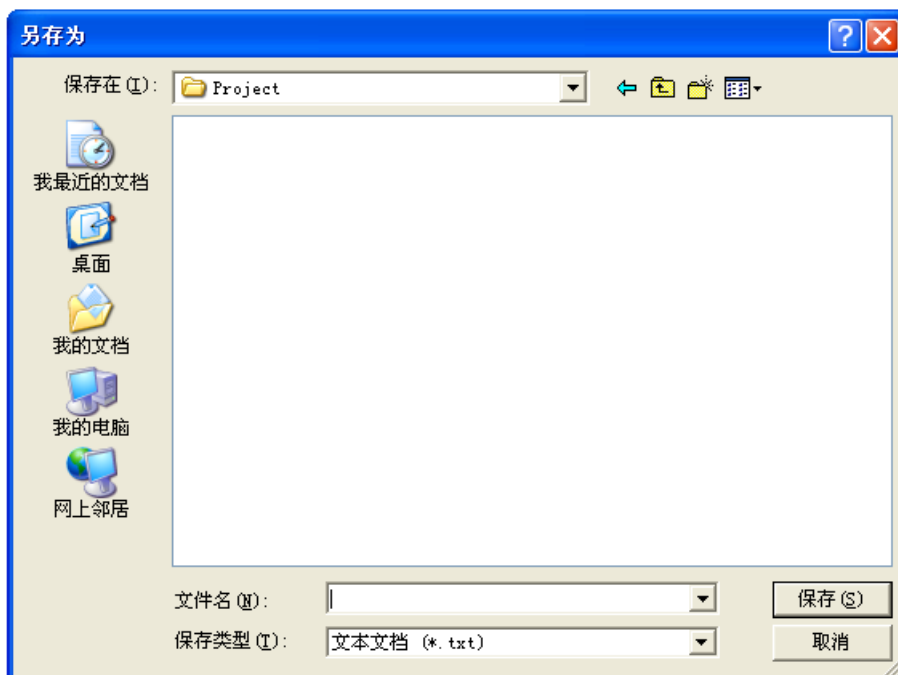 另存为
保存在(I):
Project
我最近的文档
桌面
我的文档
我的电脑
网上邻居
文件名(N):
保存(S)
保存类型(T):
文本文档 (*.txt)
取消